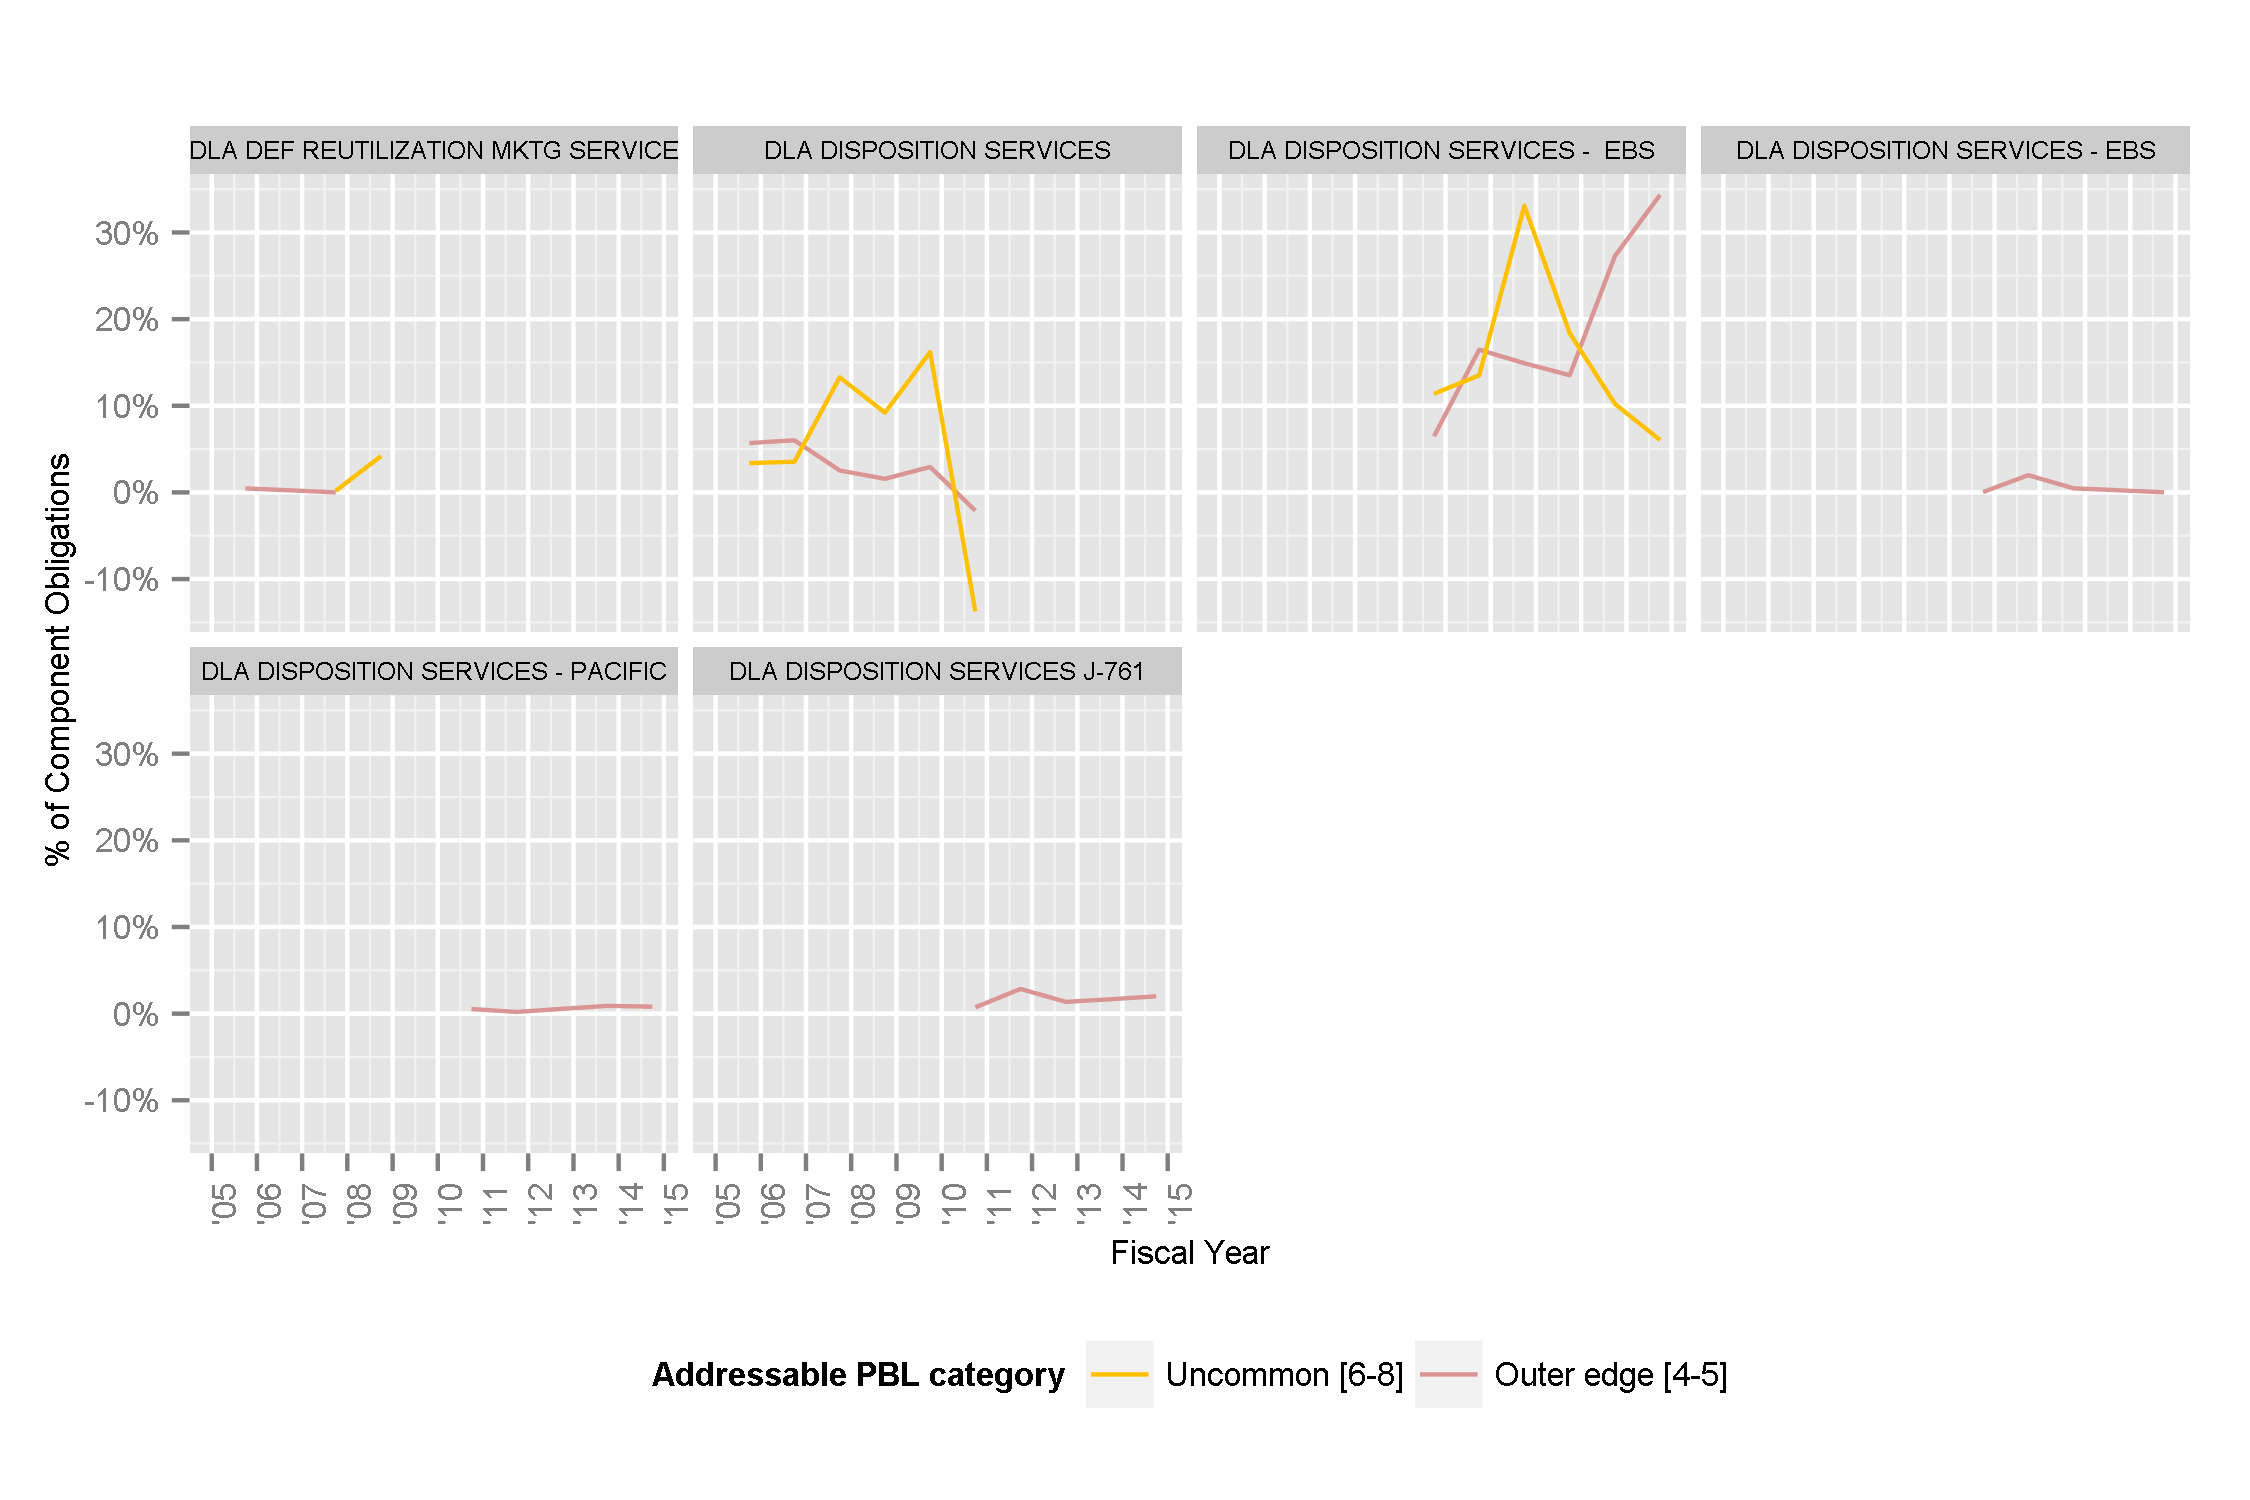 DLA DEF REUTILIZATION MKTG SERVICE
DLA DISPOSITION SERVICES
DLA DISPOSITION SERVICES -  EBS
DLA DISPOSITION SERVICES - EBS
30%
20%
10%
0%
-10%
% of Component Obligations
DLA DISPOSITION SERVICES - PACIFIC
DLA DISPOSITION SERVICES J-761
30%
20%
10%
0%
-10%
'05 '06 '07 '08 '09 '10 '11 '12 '13 '14 '15
'05 '06 '07 '08 '09 '10 '11 '12 '13 '14 '15
Fiscal Year
Addressable PBL category Uncommon [6-8] Outer edge [4-5]